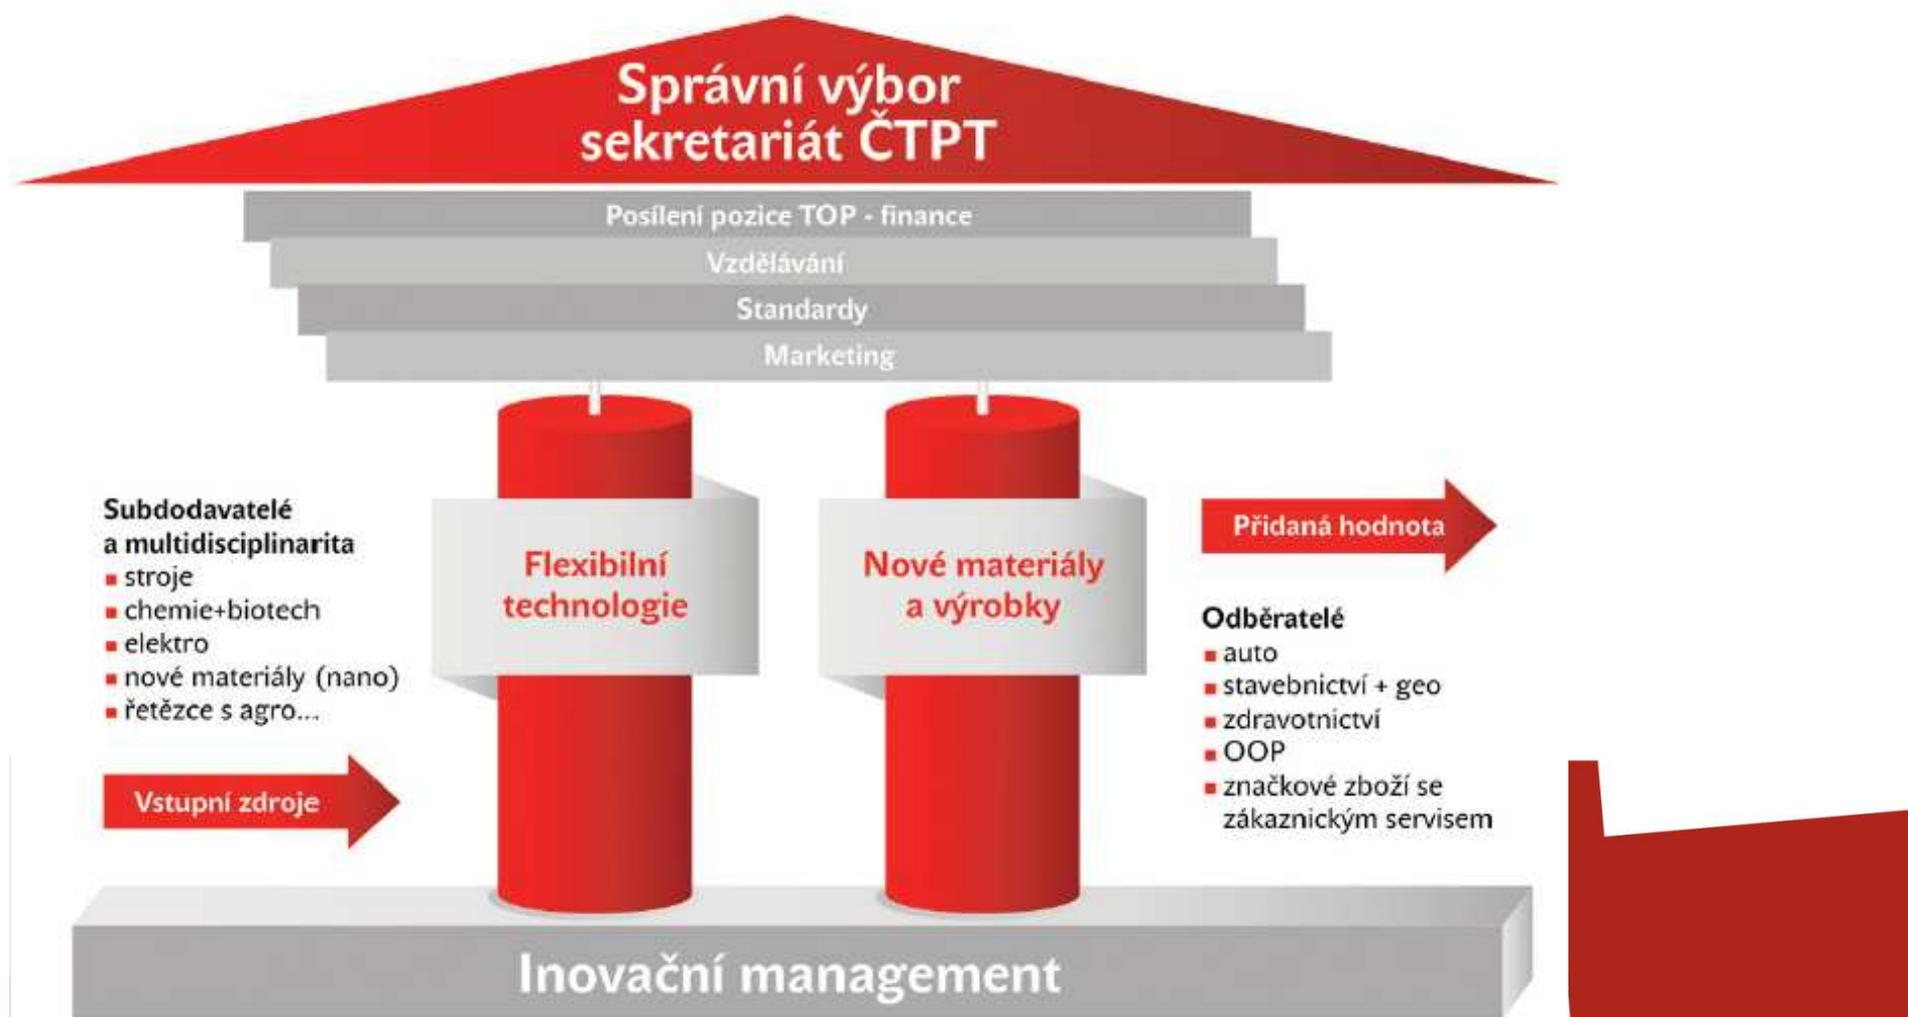 Správní výbor
sekretariát ČTPT
Posílení pozice TOP - finance
Vzdělávání
Standardy
Marketing
Subdodavatelé
a multidisciplinarita
stroje
chemie+biotech
elektro
nové materiály (nano)
řetězce s agro...
Vstupní zdroje
Flexibilní
technologie
Nové materiály
a výrobky
Přidaná hodnota
Odběratelé
auto
stavebnictví + geo
zdravotnictví
OOP
značkové zboží se
zákaznickým servisem
Inovační management